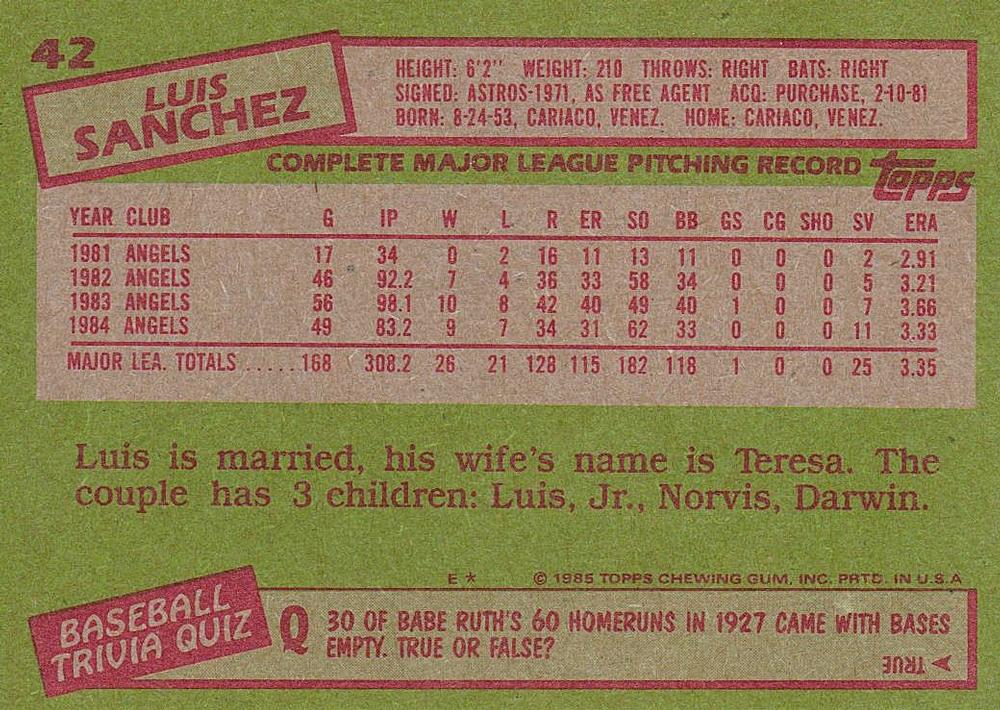 42
LUIS
SANCHEZ
HEIGHT: 6'2" WEIGHT: 210 THROWS: RIGHT BATS: RIGHT
SIGNED: ASTROS-1971, AS FREE AGENT ACQ: PURCHASE, 2-10-81
BORN: 8-24-53, CARIACO, VENEZ. HOME: CARIACO, VENEZ.
COMPLETE MAJOR LEAGUE PITCHING RECORD topps
YEAR CLUB G IP W L R ER SO BB GS CG SHO SV ERA
1981 ANGELS 17 34 0 2 16 11 13 11 0 0 0 2 2.91
1982 ANGELS 46 92.2 7 4 36 33 58 34 0 0 0 5 3.21
1983 ANGELS 56 98.1 10 8 42 40 49 40 1 0 0 7 3.66
1984 ANGELS 49 83.2 9 7 34 31 62 33 0 0 0 11 3.33
MAJOR LEA. TOTALS ..... 168 308.2 26 21 128 115 182 118 1 0 0 25 3.35
Luis is married, his wife's name is Teresa. The
couple has 3 children: Luis, Jr., Norvis, Darwin.
E * © 1985 TOPPS CHEWING GUM, INC. PRTD. IN U.S.A
BASEBALL
TRIVIA QUIZ
Q 30 OF BABE RUTH'S 60 HOMERUNS IN 1927 CAME WITH BASES
EMPTY. TRUE OR FALSE?
TRUE